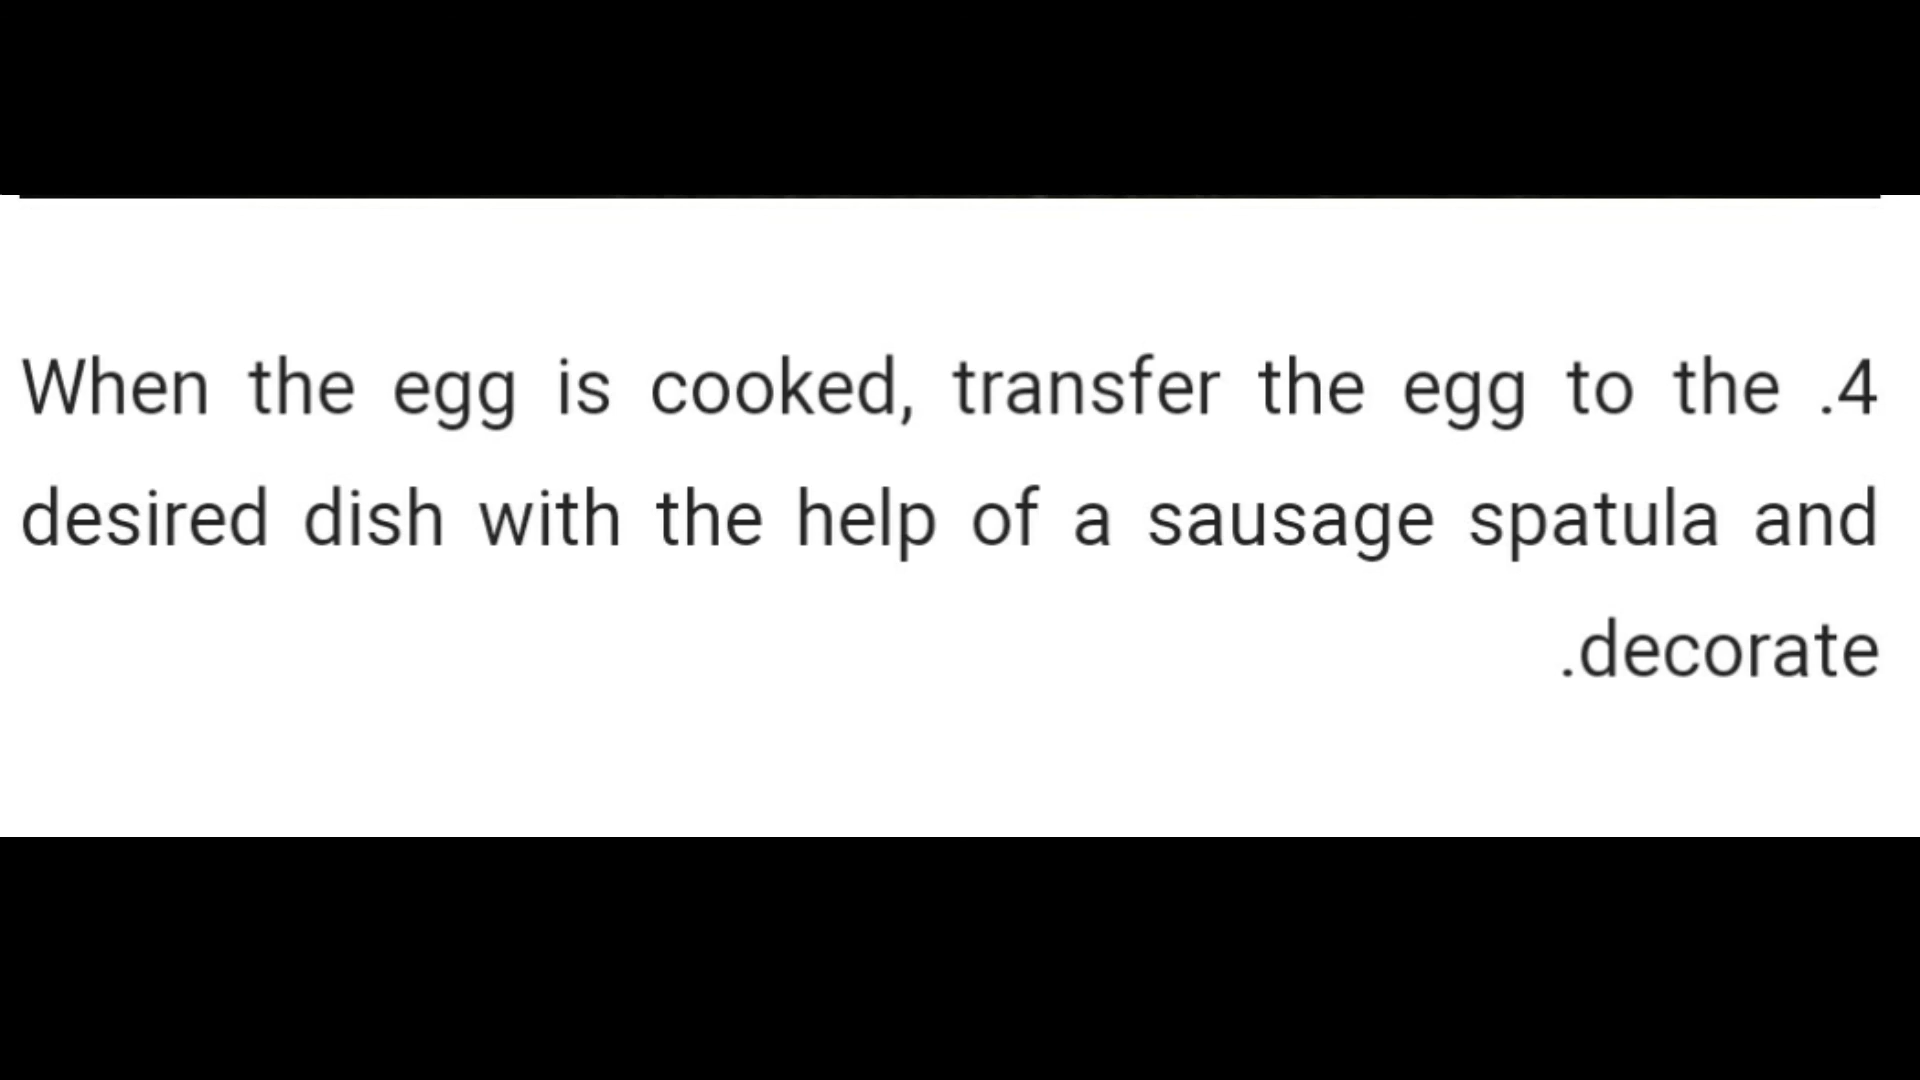 When the egg is cooked, transfer the egg to the .4
desired dish with the help of a sausage spatula and
.decorate